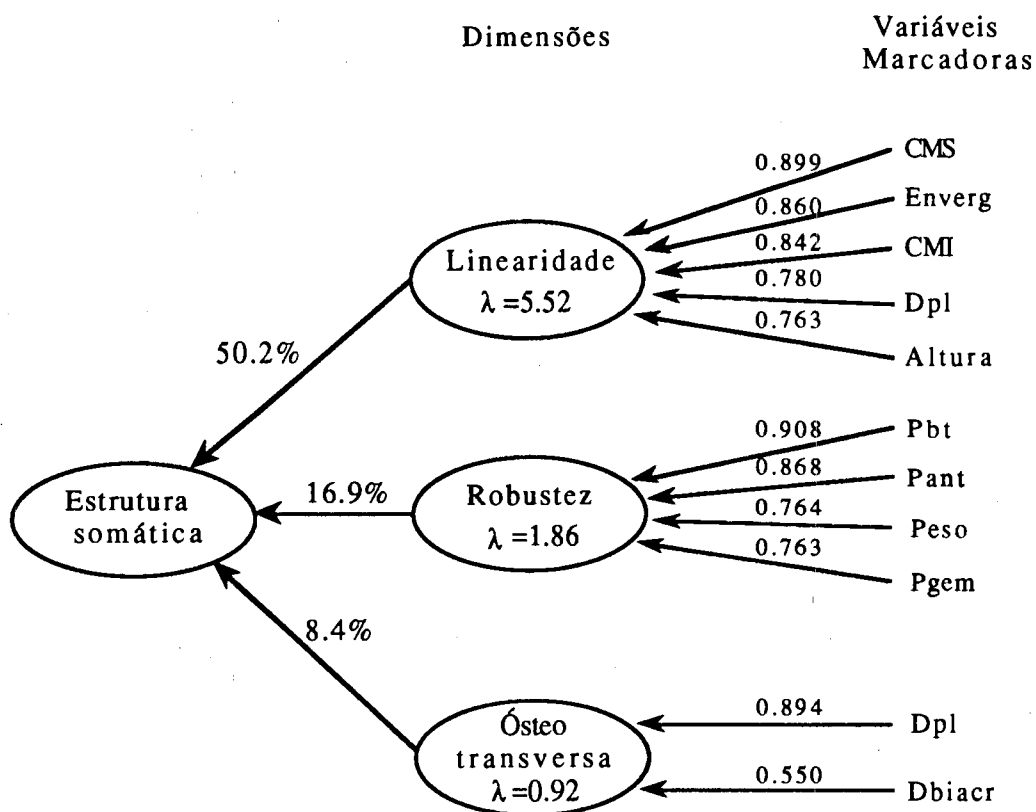 Dimensões
Variáveis
Marcadoras
0.899
CMS
0.860
Enverg
0.842
CMI
0.780
Dpl
0.763
Altura
Linearidade
λ =5.52
50.2%
0.908
Pbt
0.868
Pant
0.764
Peso
0.763
Pgem
Robustez
λ =1.86
16.9%
Estrutura
somática
8.4%
0.894
Dpl
0.550
Dbiacr
Ósteo
transversa
λ =0.92